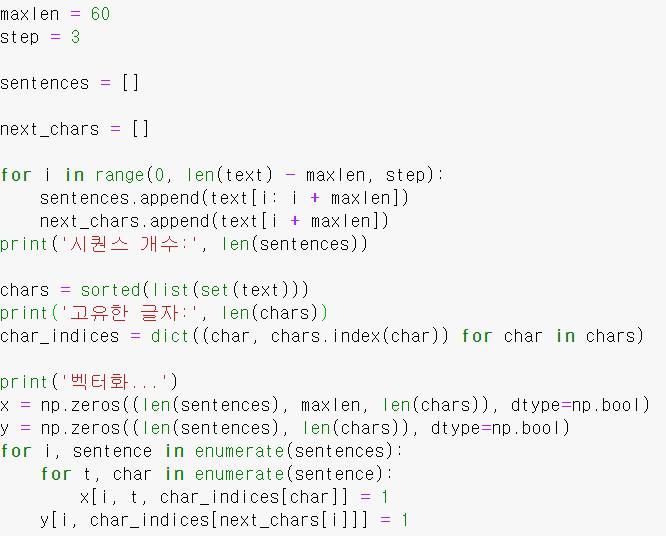 maxlen = 60
step = 3
sentences = []
next_chars = []
for i in range(0, len(text) - maxlen, step):
    sentences.append(text[i: i + maxlen])
    next_chars.append(text[i + maxlen])
print('시퀀스 개수:', len(sentences))
chars = sorted(list(set(text)))
print('고유한 글자:', len(chars))
char_indices = dict((char, chars.index(char)) for char in chars)
print('벡터화...')
x = np.zeros((len(sentences), maxlen, len(chars)), dtype=np.bool)
y = np.zeros((len(sentences), len(chars)), dtype=np.bool)
for i, sentence in enumerate(sentences):
    for t, char in enumerate(sentence):
        x[i, t, char_indices[char]] = 1
    y[i, char_indices[next_chars[i]]] = 1